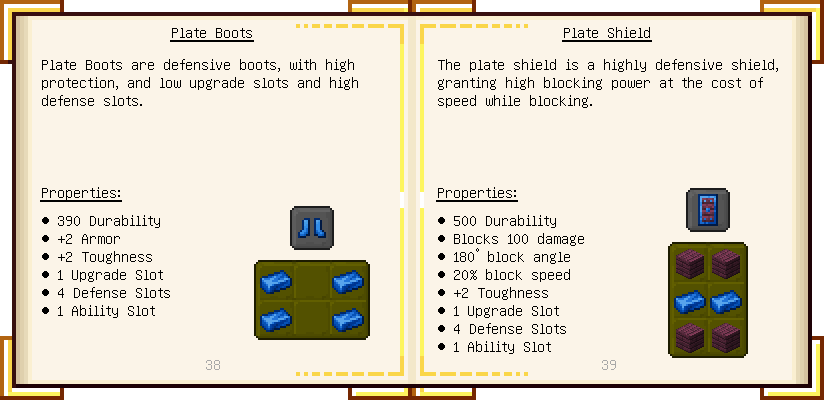 Plate Boots
Plate Boots are defensive boots, with high
protection, and low upgrade slots and high
defense slots.
Properties:
● 390 Durability
● +2 Armor
● +2 Toughness
● 1 Upgrade Slot
● 4 Defense Slots
● 1 Ability Slot
38
Plate Shield
The plate shield is a highly defensive shield,
granting high blocking power at the cost of
speed while blocking.
Properties:
● 500 Durability
● Blocks 100 damage
● 180° block angle
● 20% block speed
● +2 Toughness
● 1 Upgrade Slot
● 4 Defense Slots
● 1 Ability Slot
39